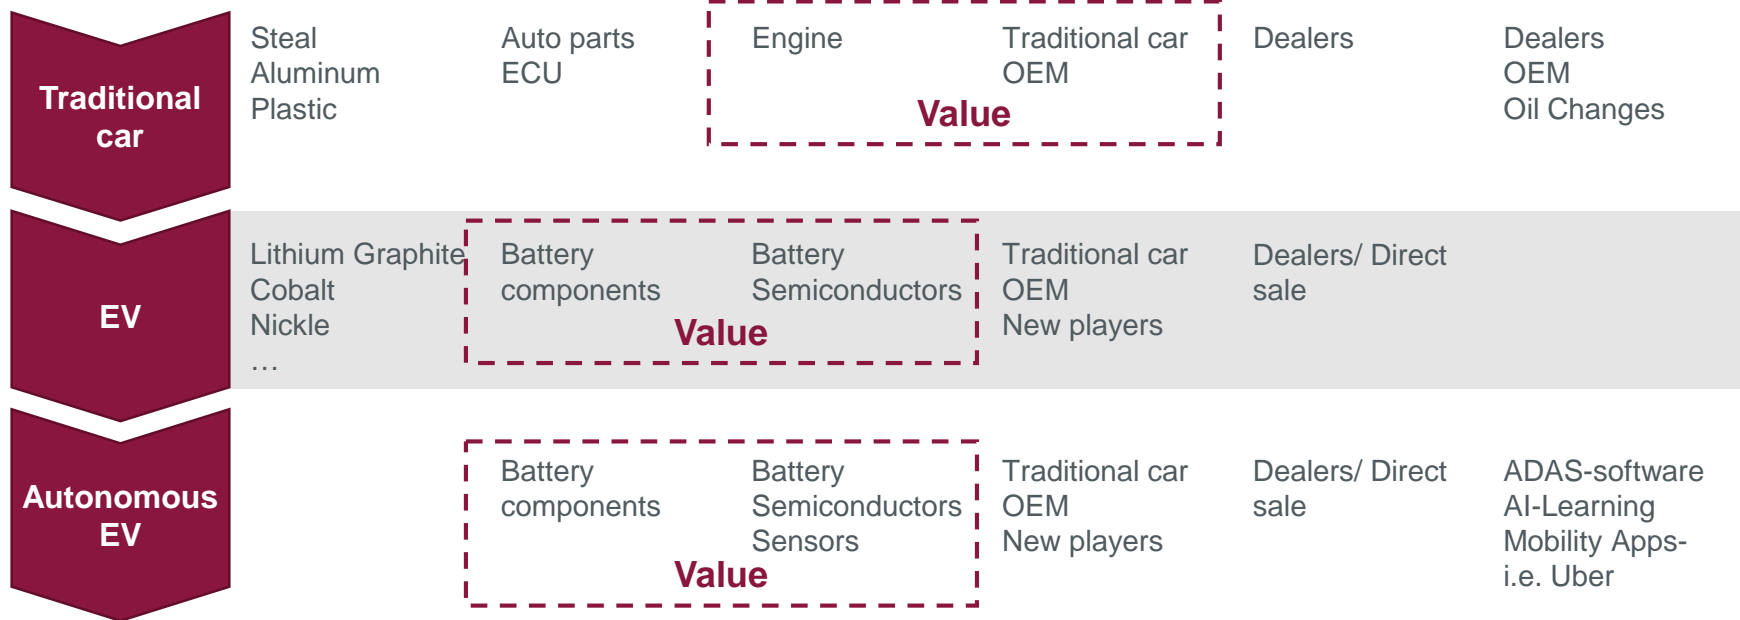 Traditional
car
Steal
Aluminum
Plastic
Auto parts
ECU
Engine
Traditional car
OEM
Value
Dealers
Dealers
OEM
Oil Changes
EV
Lithium Graphite
Cobalt
Nickle
…
Battery
components
Battery
Semiconductors
Value
Traditional car
OEM
New players
Dealers/ Direct
sale
Autonomous
EV
Battery
components
Battery
Semiconductors
Sensors
Value
Traditional car
OEM
New players
Dealers/ Direct
sale
ADAS-software
AI-Learning
Mobility Apps-
i.e. Uber